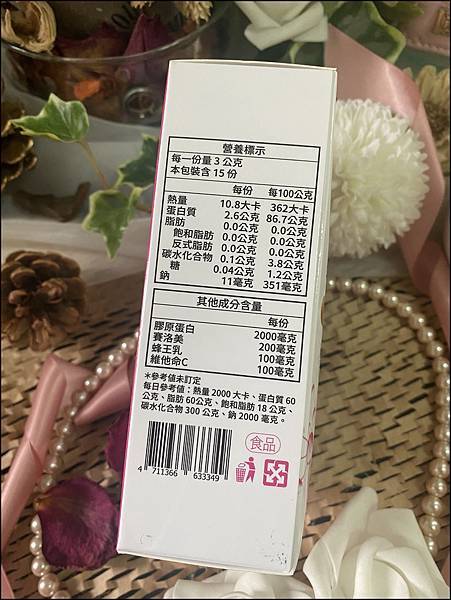 營養標示
每一份量 3 公克
本包裝含 15 份
每份 每100公克
熱量 10.8大卡 362大卡
蛋白質 2.6公克 86.7公克
脂肪 0.0公克 0.0公克
飽和脂肪 0.0公克 0.0公克
反式脂肪 0.0公克 0.0公克
碳水化合物 0.1公克 3.8公克
糖 0.04公克 1.2公克
鈉 11毫克 351毫克
其他成分含量
每份
膠原蛋白 2000毫克
賽洛美 200毫克
蜂王乳 100毫克
維他命C 100毫克
＊參考值未訂定
每日參考值：熱量 2000 大卡、蛋白質 60
公克、脂肪 60公克、飽和脂肪 18 公克、
碳水化合物 300 公克、鈉 2000 毫克。
食品
4 711366 633349